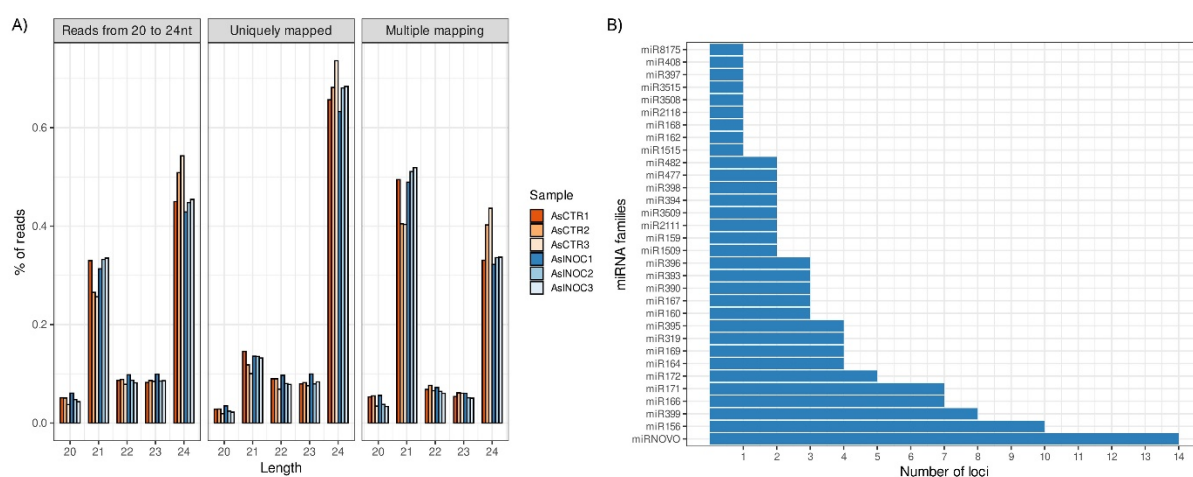 A)
Reads from 20 to 24nt
Uniquely mapped
Multiple mapping
% of reads
0.6
0.4
0.2
0.0
20 21 22 23 24
20 21 22 23 24
20 21 22 23 24
Length
Sample
AsCTR1
AsCTR2
AsCTR3
AsINOC1
AsINOC2
AsINOC3
B)
miRNA families
miR8175
miR408
miR397
miR3515
miR3508
miR2118
miR168
miR162
miR1515
miR482
miR477
miR398
miR394
miR3509
miR2111
miR159
miR1509
miR396
miR393
miR390
miR167
miR160
miR395
miR319
miR169
miR164
miR172
miR171
miR166
miR399
miR156
miRNOVO
1 2 3 4 5 6 7 8 9 10 11 12 13 14
Number of loci